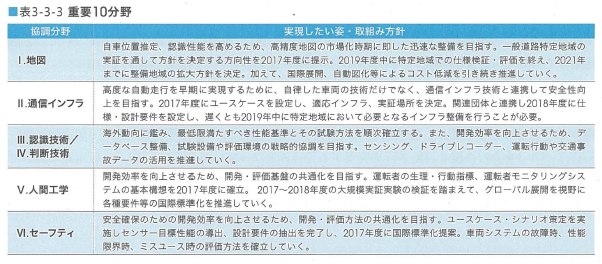 ■表3-3-3 重要10分野
協調分野
実現したい姿・取組み方針
Ⅰ.地図
自車位置推定、認識性能を高めるため、高精度地図の市場化時期に即した迅速な整備を目指す。一般道路特定地域の
実証を通して方針を決定する方向性を2017年度に提示。2019年度中に特定地域での仕様検証・評価を終え、2021年
までに整備地域の拡大方針を決定。加えて、国際展開、自動図化等によるコスト低減を引き続き推進していく。
Ⅱ.通信インフラ
高度な自動走行を早期に実現するために、自律した車両の技術だけでなく、通信インフラ技術と連携して安全性向
上を目指す。2017年度にユースケースを設定し、適応インフラ、実証場所を決定。関連団体と連携し2018年度に仕
様・設計要件を設定し、遅くとも2019年中に特定地域において必要となるインフラ整備を行うことが必要。
Ⅲ.認識技術/
Ⅳ.判断技術
海外動向に鑑み、最低限満たすべき性能基準とその試験方法を順次確立する。また、開発効率を向上させるため、デ
ータベース整備、試験設備や評価環境の戦略的協調を目指す。センシング、ドライブレコーダー、運転行動や交通事
故データの活用を推進していく。
Ⅴ.人間工学
開発効率を向上させるため、開発・評価基盤の共通化を目指す。運転者の生理・行動指標、運転者モニタリングシス
テムの基本構想を2017年度に確立。2017～2018年度の大規模実証実験の検証を踏まえて、グローバル展開を視野に
各種要件等の国際標準化を推進していく。
Ⅵ.セーフティ
安全確保のための開発効率を向上させるため、開発・評価方法の共通化を目指す。ユースケース・シナリオ策定を実
施しセンサー目標性能の導出、設計要件の抽出を完了し、2017年度に国際標準化提案。車両システムの故障時、性能
限界時、ミスユース時の評価方法を確立していく。